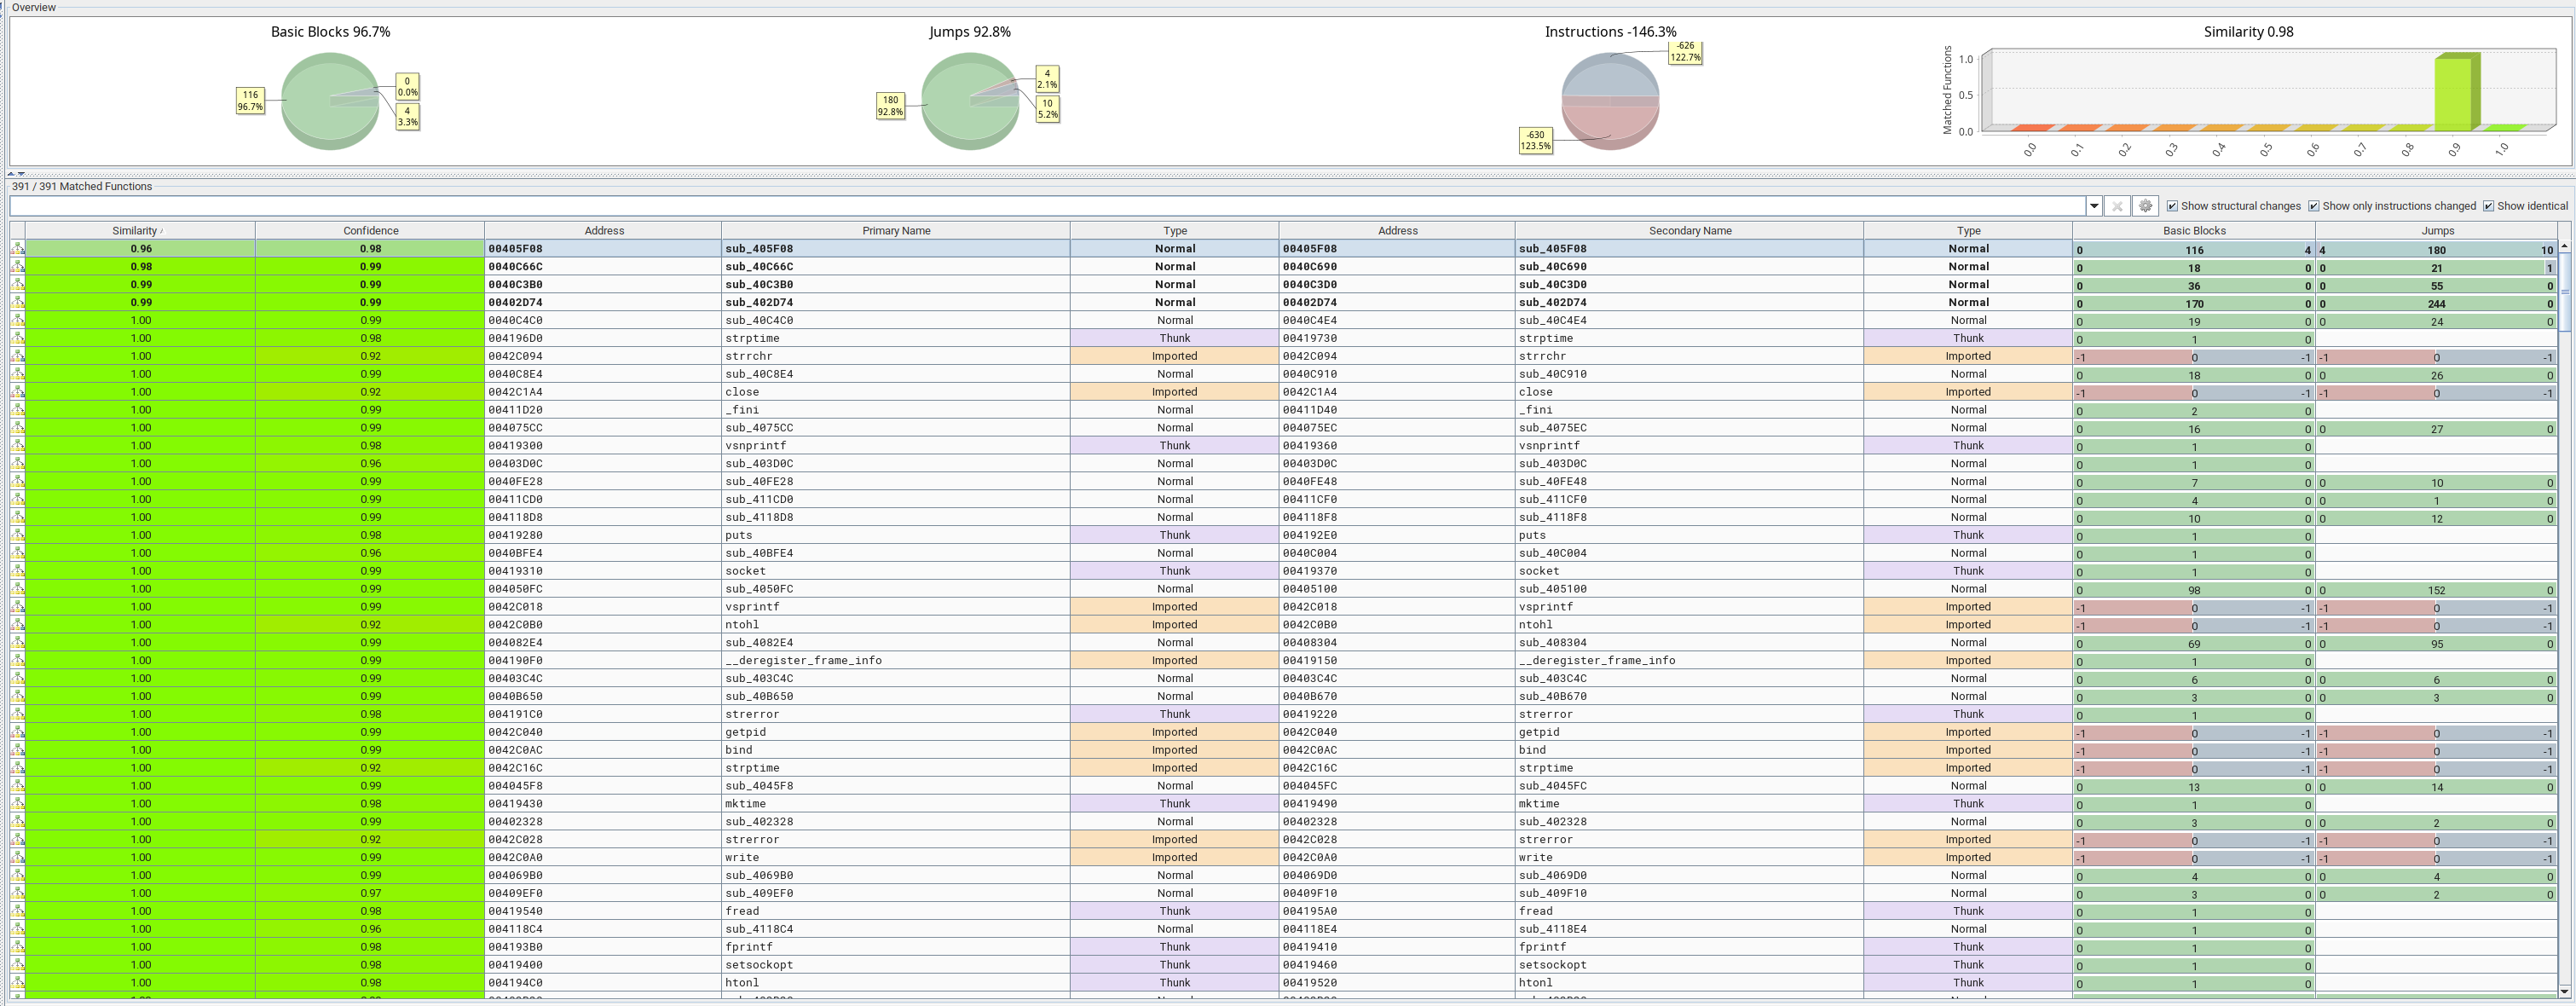 Overview
Basic Blocks 96.7%
116
96.7%
0
0.0%
4
3.3%
Jumps 92.8%
180
92.8%
4
2.1%
10
5.2%
Instructions -146.3%
-626
122.7%
-630
123.5%
Similarity 0.98
Matched Functions
1.0
0.5
0.0
0.0 0.1 0.2 0.3 0.4 0.5 0.6 0.7 0.8 0.9 1.0
391 / 391 Matched Functions
Show structural changes Show only instructions changed Show identical
Similarity Confidence Address Primary Name Type Address Secondary Name Type Basic Blocks Jumps
0.96 0.98 00405F08 sub_405F08 Normal 00405F08 sub_405F08 Normal 0 116 4 4 180 10
0.98 0.99 0040C66C sub_40C66C Normal 0040C690 sub_40C690 Normal 0 18 0 0 21 1
0.99 0.99 0040C3B0 sub_40C3B0 Normal 0040C3D0 sub_40C3D0 Normal 0 36 0 0 55 0
0.99 0.99 00402D74 sub_402D74 Normal 00402D74 sub_402D74 Normal 0 170 0 0 244 0
1.00 0.99 0040C4C0 sub_40C4C0 Normal 0040C4E4 sub_40C4E4 Normal 0 19 0 0 24 0
1.00 0.98 004196D0 strptime Thunk 00419730 strptime Thunk 0 1 0
1.00 0.92 0042C094 strrchr Imported 0042C094 strrchr Imported -1 0 -1 -1 0 -1
1.00 0.99 0040C8E4 sub_40C8E4 Normal 0040C910 sub_40C910 Normal 0 18 0 0 26 0
1.00 0.92 0042C1A4 close Imported 0042C1A4 close Imported -1 0 -1 -1 0 -1
1.00 0.99 00411D20 _fini Normal 00411D40 _fini Normal 0 2 0
1.00 0.99 004075CC sub_4075CC Normal 004075EC sub_4075EC Normal 0 16 0 0 27 0
1.00 0.98 00419300 vsnprintf Thunk 00419360 vsnprintf Thunk 0 1 0
1.00 0.96 00403D0C sub_403D0C Normal 00403D0C sub_403D0C Normal 0 1 0
1.00 0.99 0040FE28 sub_40FE28 Normal 0040FE48 sub_40FE48 Normal 0 7 0 0 10 0
1.00 0.99 00411CD0 sub_411CD0 Normal 00411CF0 sub_411CF0 Normal 0 4 0 0 1 0
1.00 0.99 004118D8 sub_4118D8 Normal 004118F8 sub_4118F8 Normal 0 10 0 0 12 0
1.00 0.98 00419280 puts Thunk 004192E0 puts Thunk 0 1 0
1.00 0.96 0040BFE4 sub_40BFE4 Normal 0040C004 sub_40C004 Normal 0 1 0
1.00 0.99 00419310 socket Thunk 00419370 socket Thunk 0 1 0
1.00 0.99 004050FC sub_4050FC Normal 00405100 sub_405100 Normal 0 98 0 0 152 0
1.00 0.99 0042C018 vsprintf Imported 0042C018 vsprintf Imported -1 0 -1 -1 0 -1
1.00 0.92 0042C0B0 ntohl Imported 0042C0B0 ntohl Imported -1 0 -1 -1 0 -1
1.00 0.99 004082E4 sub_4082E4 Normal 00408304 sub_408304 Normal 0 69 0 0 95 0
1.00 0.99 004190F0 __deregister_frame_info Imported 00419150 __deregister_frame_info Imported 0 1 0
1.00 0.99 00403C4C sub_403C4C Normal 00403C4C sub_403C4C Normal 0 6 0 0 6 0
1.00 0.99 0040B650 sub_40B650 Normal 0040B670 sub_40B670 Normal 0 3 0 0 3 0
1.00 0.98 004191C0 strerror Thunk 00419220 strerror Thunk 0 1 0
1.00 0.99 0042C040 getpid Imported 0042C040 getpid Imported -1 0 -1 -1 0 -1
1.00 0.99 0042C0AC bind Imported 0042C0AC bind Imported -1 0 -1 -1 0 -1
1.00 0.92 0042C16C strptime Imported 0042C16C strptime Imported -1 0 -1 -1 0 -1
1.00 0.99 004045F8 sub_4045F8 Normal 004045FC sub_4045FC Normal 0 13 0 0 14 0
1.00 0.98 00419430 mktime Thunk 00419490 mktime Thunk 0 1 0
1.00 0.99 00402328 sub_402328 Normal 00402328 sub_402328 Normal 0 3 0 0 2 0
1.00 0.92 0042C028 strerror Imported 0042C028 strerror Imported -1 0 -1 -1 0 -1
1.00 0.99 0042C0A0 write Imported 0042C0A0 write Imported -1 0 -1 -1 0 -1
1.00 0.99 004069B0 sub_4069B0 Normal 004069D0 sub_4069D0 Normal 0 4 0 0 4 0
1.00 0.97 00409EF0 sub_409EF0 Normal 00409F10 sub_409F10 Normal 0 3 0 0 2 0
1.00 0.98 00419540 fread Thunk 004195A0 fread Thunk 0 1 0
1.00 0.96 004118C4 sub_4118C4 Normal 004118E4 sub_4118E4 Normal 0 1 0
1.00 0.98 004193B0 fprintf Thunk 00419410 fprintf Thunk 0 1 0
1.00 0.98 00419400 setsockopt Thunk 00419460 setsockopt Thunk 0 1 0
1.00 0.98 004194C0 htonl Thunk 00419520 htonl Thunk 0 1 0